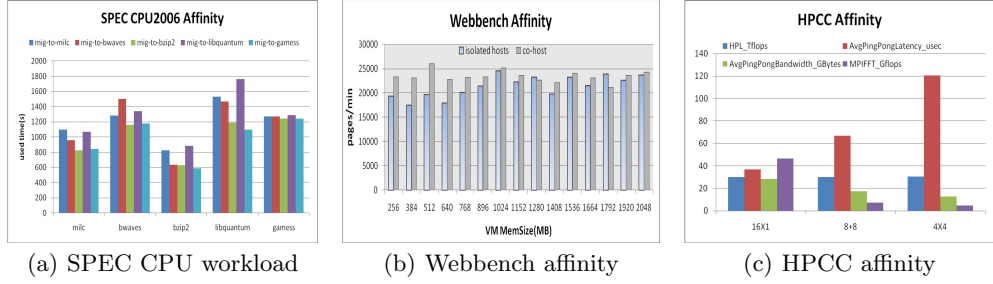 SPEC CPU2006 Affinity
mig-to-milc mig-to-bwaves mig-to-bzip2 mig-to-libquantum mig-to-gamess
2000
1800
1600
1400
1200
1000
800
600
400
200
0
used time(s)
milc bwaves bzip2 libquantum gamess
(a) SPEC CPU workload
Webbench Affinity
isolated hosts co-host
30000
25000
20000
15000
10000
5000
0
pages/min
256 384 512 640 768 896 1024 1152 1280 1408 1536 1664 1792 1920 2048
VM MemSize(MB)
(b) Webbench affinity
HPCC Affinity
HPL_Tflops AvgPingPongLatency_usec
AvgPingPongBandwidth_GBytes MPIFFT_Gflops
140
120
100
80
60
40
20
0
16X1 8+8 4X4
(c) HPCC affinity